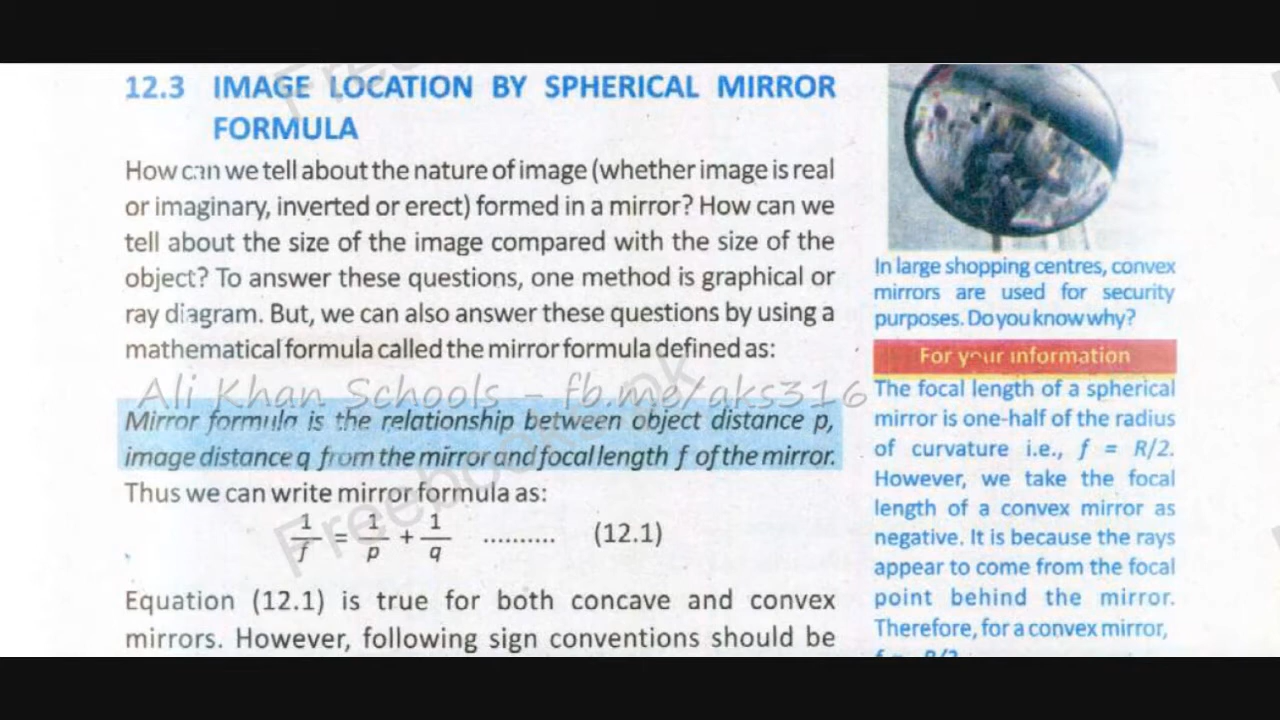 12.3 IMAGE LOCATION BY SPHERICAL MIRROR
FORMULA
How can we tell about the nature of image (whether image is real
or imaginary, inverted or erect) formed in a mirror? How can we
tell about the size of the image compared with the size of the
object? To answer these questions, one method is graphical or
ray diagram. But, we can also answer these questions by using a
mathematical formula called the mirror formula defined as:
Ali Khan Schools - fb.me/aks316
Mirror formula is the relationship between object distance p,
image distance q from the mirror and focal length f of the mirror.
Thus we can write mirror formula as:
1/f = 1/p + 1/q .......... (12.1)
Equation (12.1) is true for both concave and convex
mirrors. However, following sign conventions should be
In large shopping centres, convex
mirrors are used for security
purposes. Do you know why?
For your information
The focal length of a spherical
mirror is one-half of the radius
of curvature i.e., f = R/2.
However, we take the focal
length of a convex mirror as
negative. It is because the rays
appear to come from the focal
point behind the mirror.
Therefore, for a convex mirror,